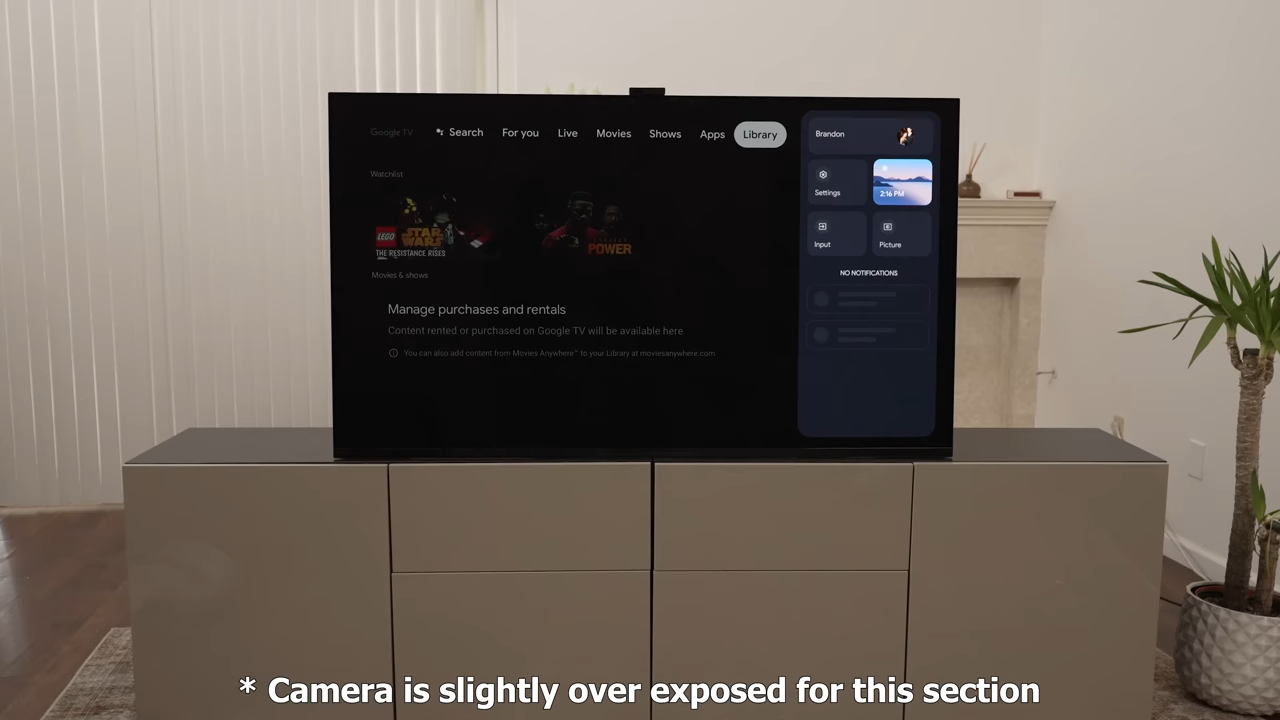 Google TV
Search
For you
Live
Movies
Shows
Apps
Library
Brandon
Watchlist
Settings
2:16 PM
LEGO STAR WARS
THE RESISTANCE RISES
PROJECT
POWER
Input
Picture
Movies & shows
NO NOTIFICATIONS
Manage purchases and rentals
Content rented or purchased on Google TV will be available here
You can also add content from Movies Anywhere™ to your Library at moviesanywhere.com
* Camera is slightly over exposed for this section